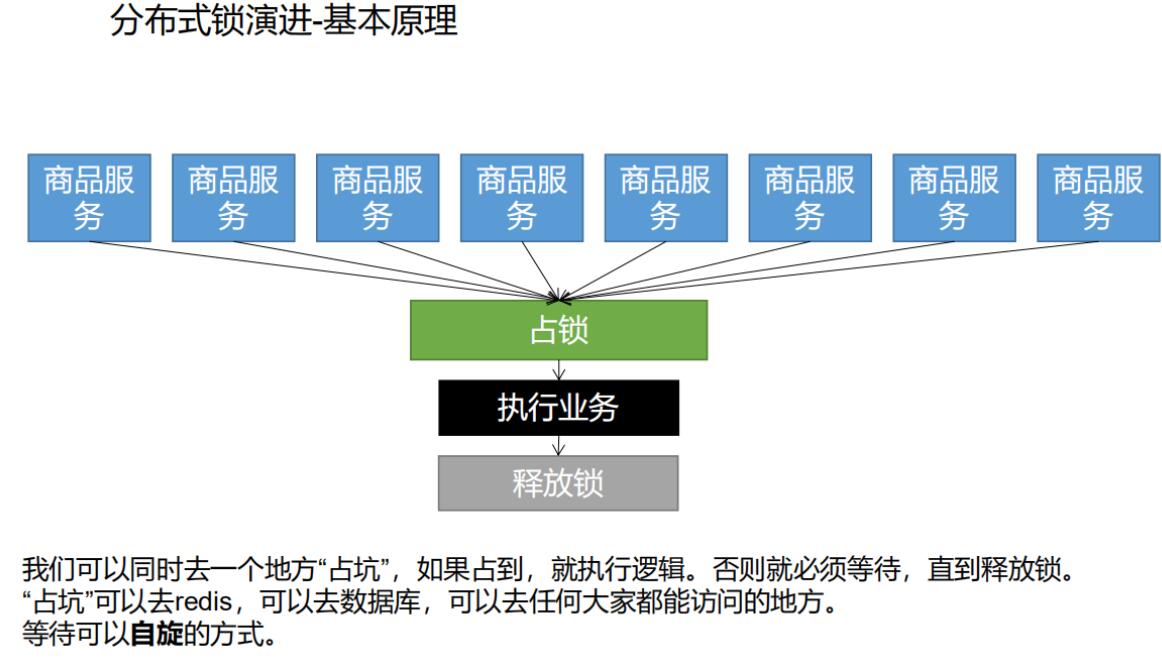 分布式锁演进-基本原理
商品服
务
商品服
务
商品服
务
商品服
务
商品服
务
商品服
务
商品服
务
商品服
务
占锁
执行业务
释放锁
我们可以同时去一个地方“占坑”，如果占到，就执行逻辑。否则就必须等待，直到释放锁。
“占坑”可以去redis，可以去数据库，可以去任何大家都能访问的地方。
等待可以自旋的方式。